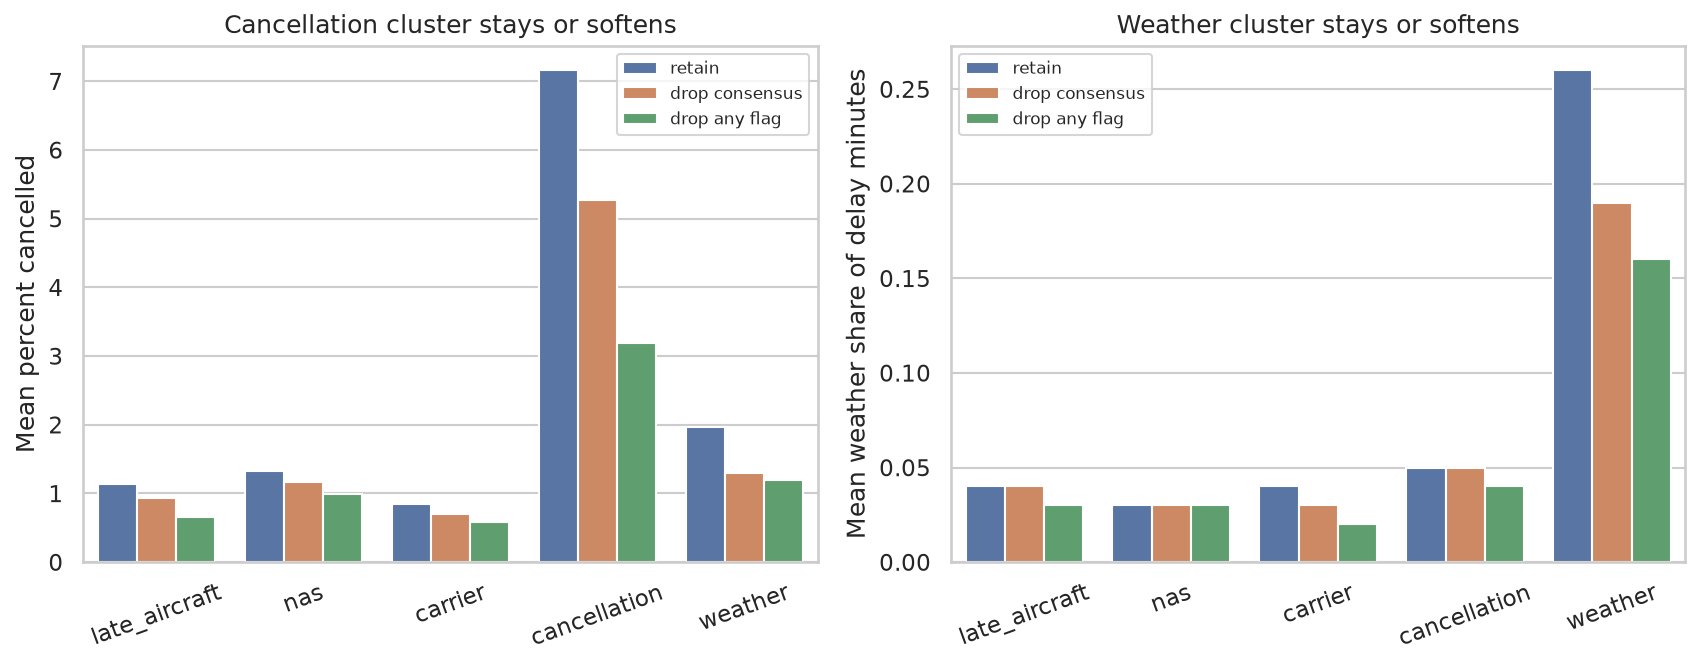 Cancellation cluster stays or softens
Mean percent cancelled
7
6
5
4
3
2
1
0
retain
drop consensus
drop any flag
late_aircraft
nas
carrier
cancellation
weather
Weather cluster stays or softens
Mean weather share of delay minutes
0.25
0.20
0.15
0.10
0.05
0.00
retain
drop consensus
drop any flag
late_aircraft
nas
carrier
cancellation
weather